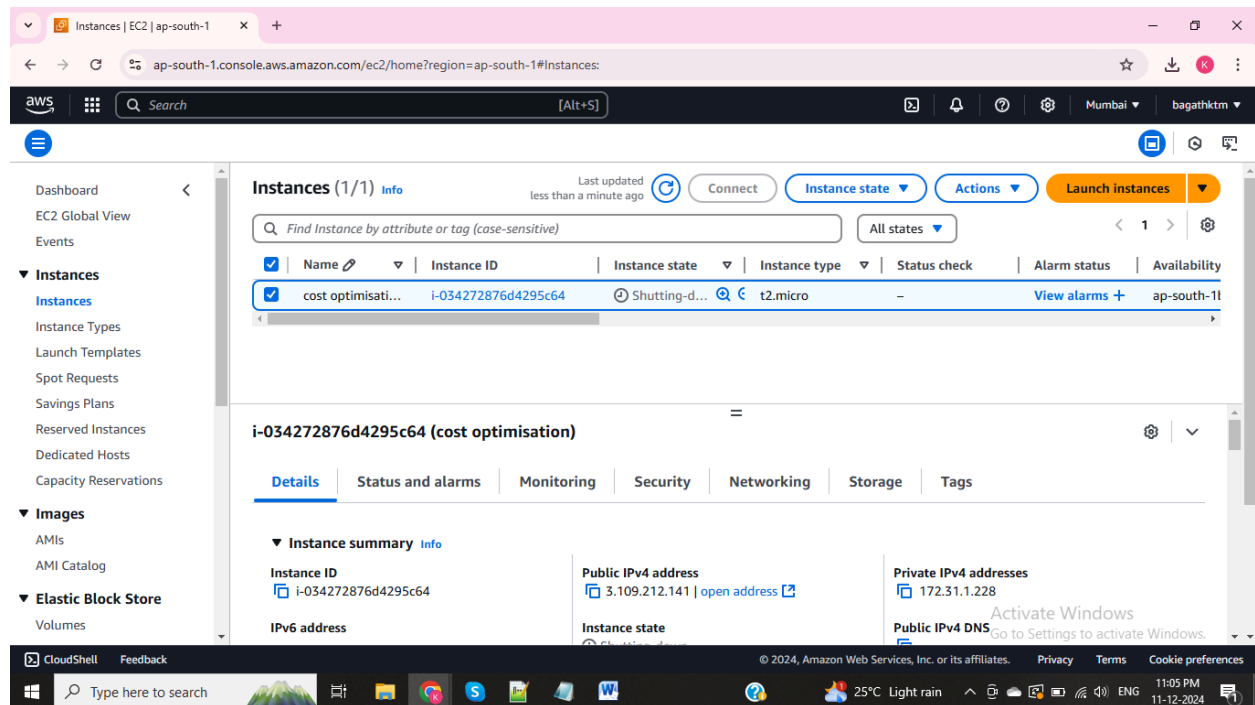 Instances | EC2 | ap-south-1
ap-south-1.console.aws.amazon.com/ec2/home?region=ap-south-1#Instances:
K
aws
Search [Alt+S]
Mumbai
bagathktm
Dashboard
EC2 Global View
Events
Instances
Instances
Instance Types
Launch Templates
Spot Requests
Savings Plans
Reserved Instances
Dedicated Hosts
Capacity Reservations
Images
AMIs
AMI Catalog
Elastic Block Store
Volumes
Instances (1/1) Info
Last updated
less than a minute ago
Connect
Instance state
Actions
Launch instances
Find Instance by attribute or tag (case-sensitive)
All states
1
Name Instance ID Instance state Instance type Status check Alarm status Availability
cost optimisati... i-034272876d4295c64 Shutting-d... t2.micro – View alarms + ap-south-1b
i-034272876d4295c64 (cost optimisation)
Details Status and alarms Monitoring Security Networking Storage Tags
Instance summary Info
Instance ID
i-034272876d4295c64
Public IPv4 address
3.109.212.141 | open address
Private IPv4 addresses
172.31.1.228
IPv6 address
Instance state
Shutting-down
Public IPv4 DNS
Activate Windows
Go to Settings to activate Windows.
CloudShell Feedback
© 2024, Amazon Web Services, Inc. or its affiliates. Privacy Terms Cookie preferences
Type here to search
25°C Light rain
ENG
11:05 PM
11-12-2024
1